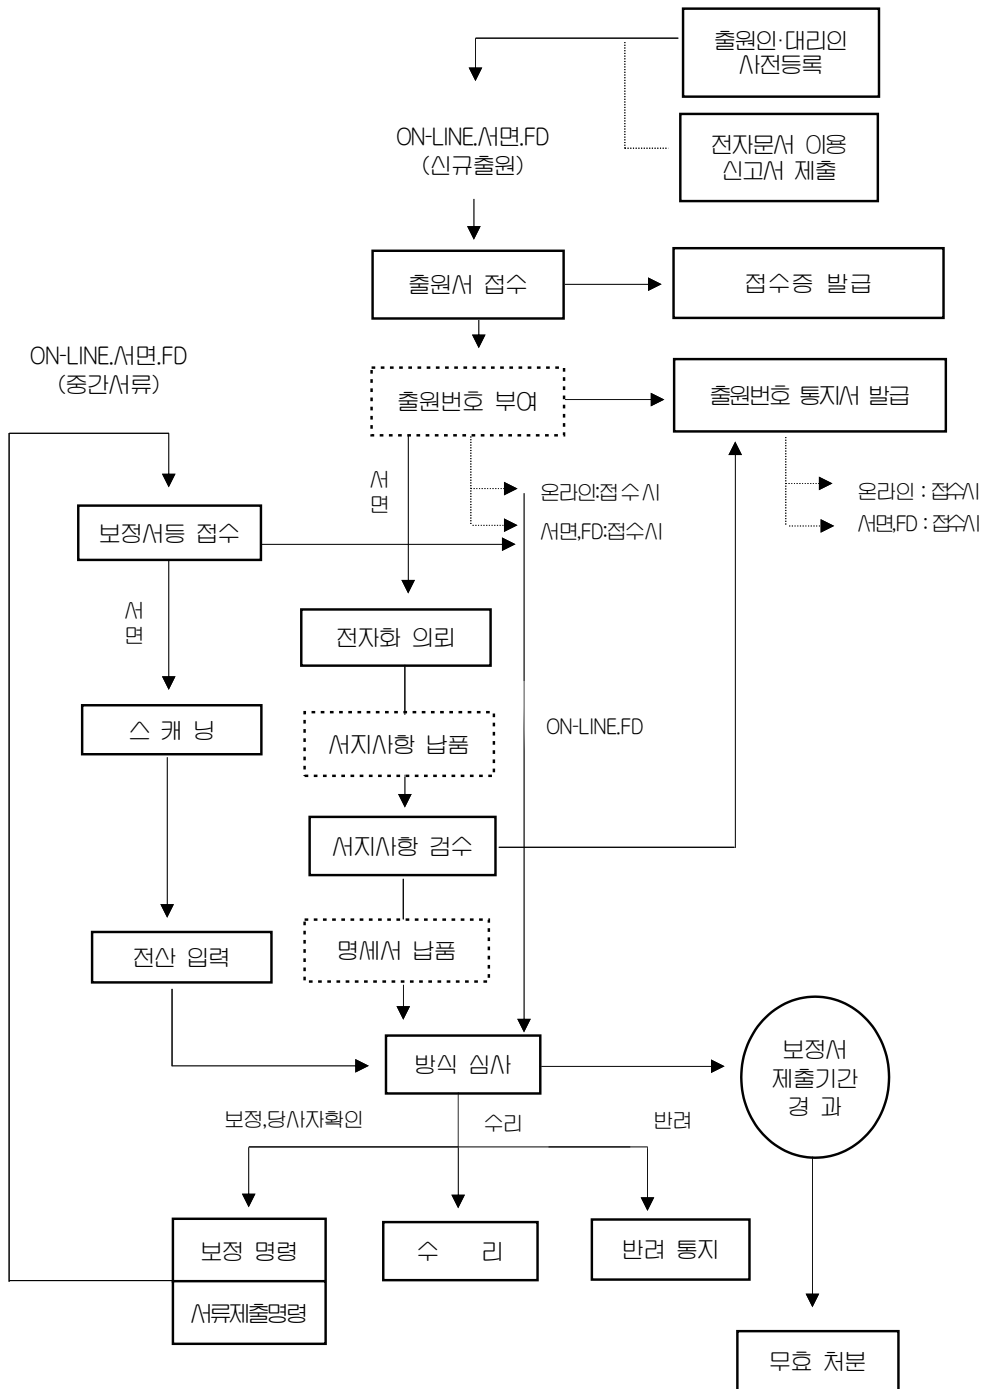 출원인·대리인
사전등록
ON-LINE.서면.FD
(신규출원)
전자문서 이용
신고서 제출
출원서 접수
접수증 발급
ON-LINE.서면.FD
(중간서류)
출원번호 부여
출원번호 통지서 발급
서
면
온라인:접 수 시
서면,FD:접수시
온라인 : 접수시
서면,FD : 접수시
보정서등 접수
서
면
전자화 의뢰
스 캐 닝
서지사항 납품
ON-LINE.FD
서지사항 검수
전산 입력
명세서 납품
방식 심사
보정서
제출기간
경 과
보정,당사자확인
수리
반려
보정 명령
수 리
반려 통지
서류제출명령
무효 처분